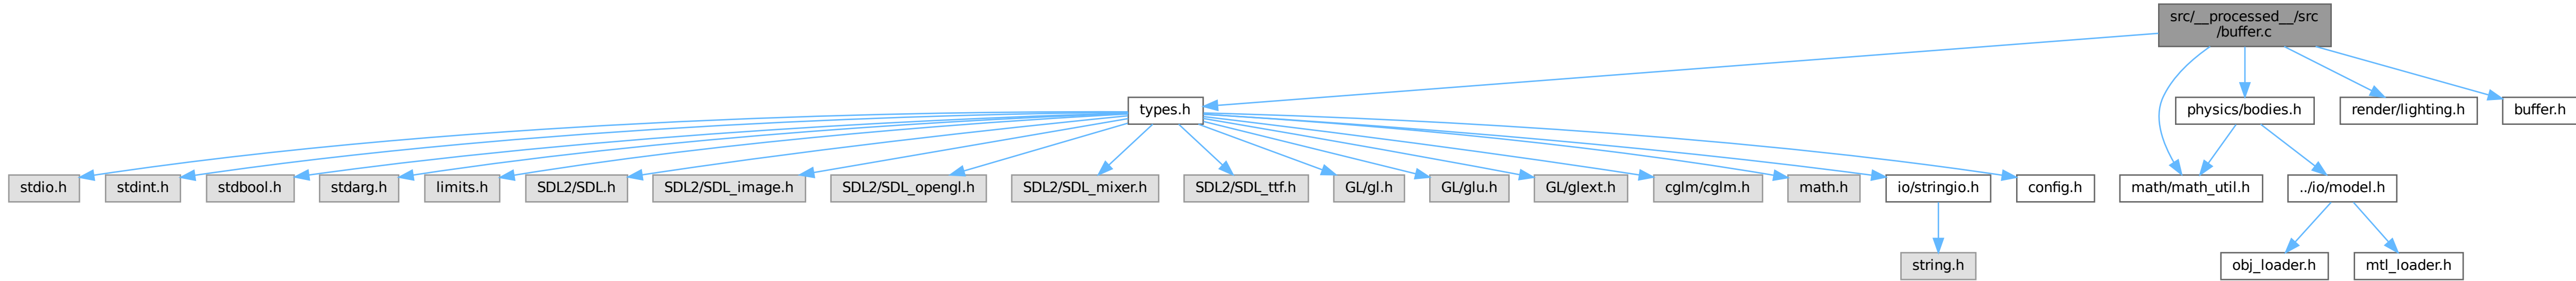 src/__processed__/src
/buffer.c
types.h
physics/bodies.h
render/lighting.h
buffer.h
stdio.h
stdint.h
stdbool.h
stdarg.h
limits.h
SDL2/SDL.h
SDL2/SDL_image.h
SDL2/SDL_opengl.h
SDL2/SDL_mixer.h
SDL2/SDL_ttf.h
GL/gl.h
GL/glu.h
GL/glext.h
cglm/cglm.h
math.h
io/stringio.h
config.h
math/math_util.h
../io/model.h
string.h
obj_loader.h
mtl_loader.h